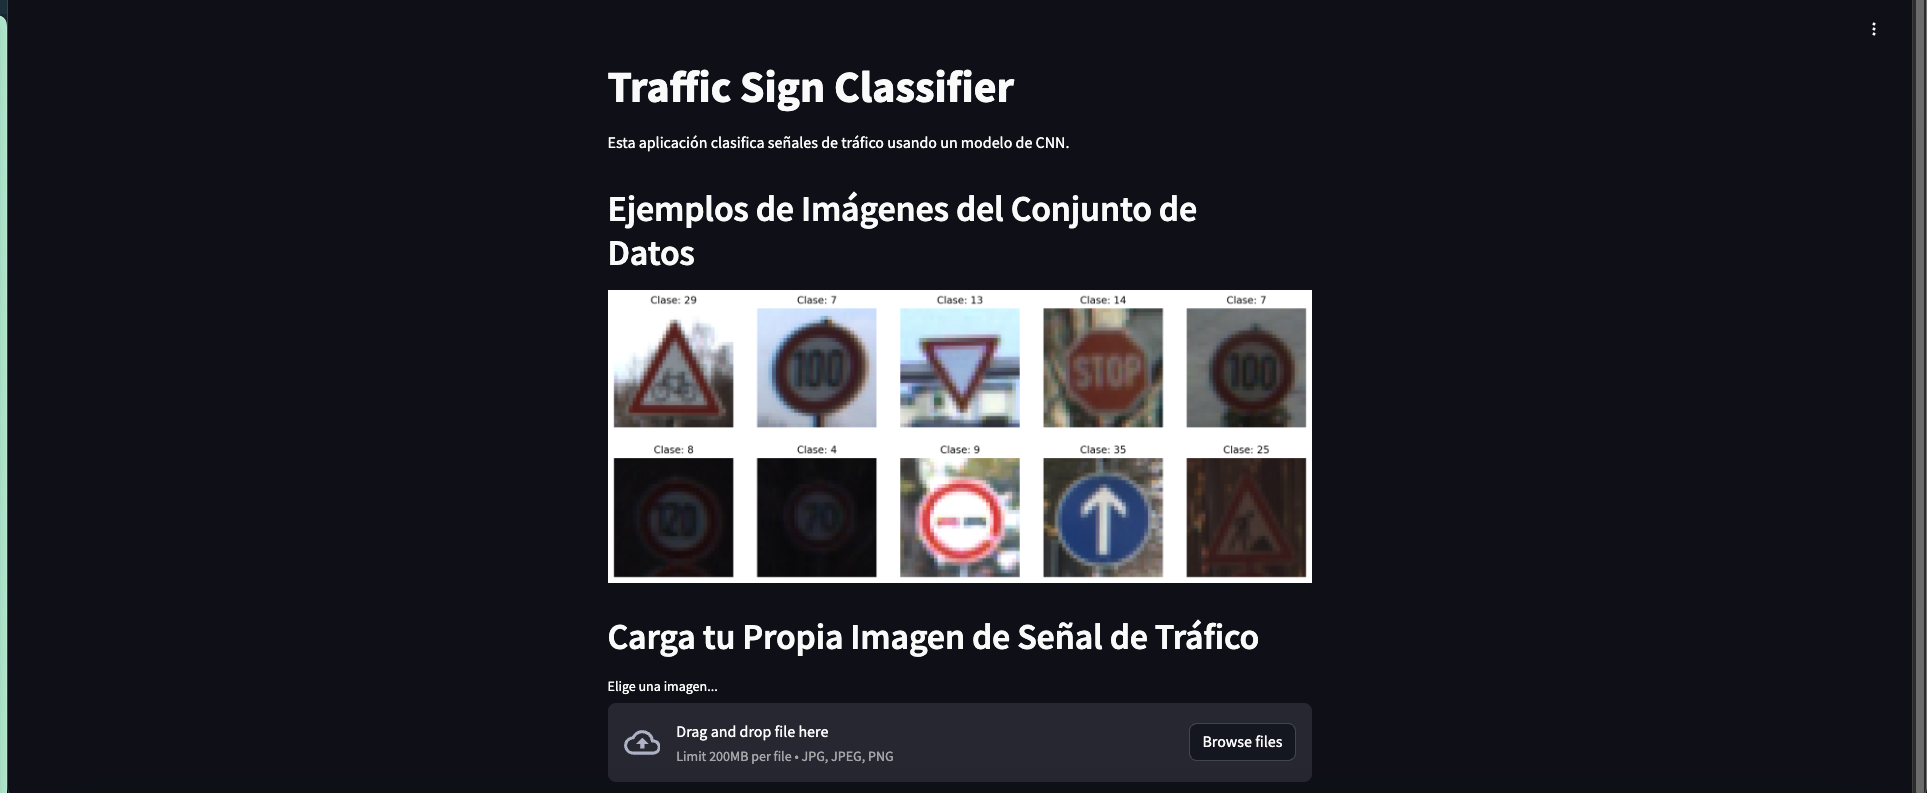 Traffic Sign Classifier
Esta aplicación clasifica señales de tráfico usando un modelo de CNN.
Ejemplos de Imágenes del Conjunto de
Datos
Clase: 29
Clase: 7
Clase: 13
Clase: 14
Clase: 7
100
STOP
100
Clase: 8
Clase: 4
Clase: 9
Clase: 35
Clase: 25
120
70
Carga tu Propia Imagen de Señal de Tráfico
Elige una imagen...
Drag and drop file here
Limit 200MB per file • JPG, JPEG, PNG
Browse files